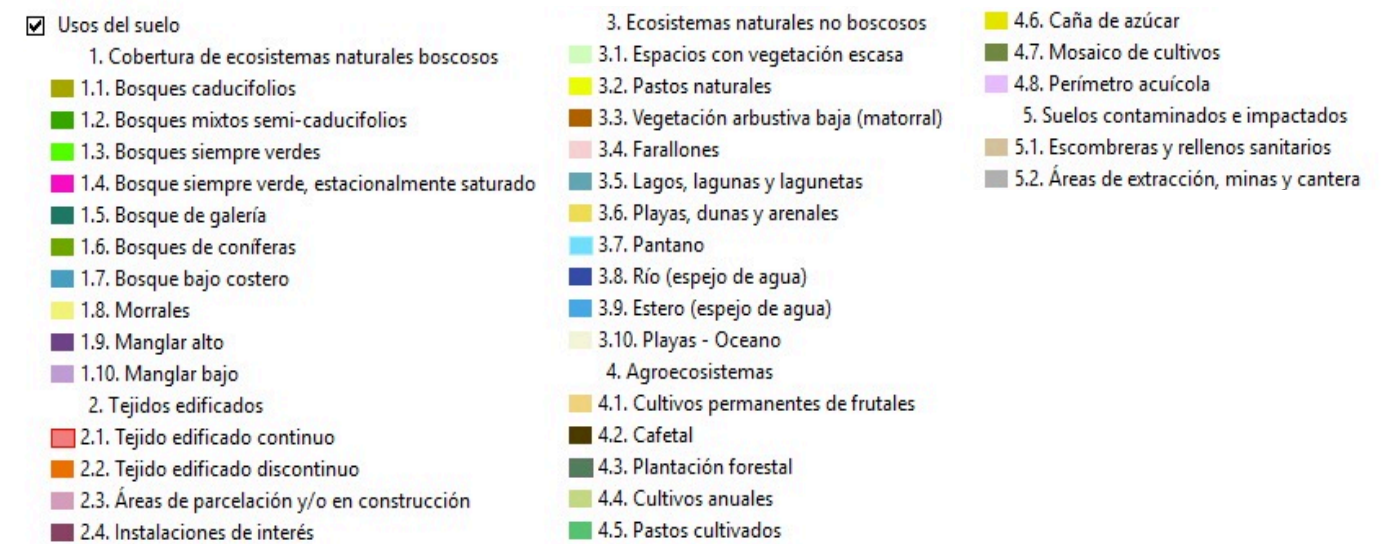 Usos del suelo
1. Cobertura de ecosistemas naturales boscosos
1.1. Bosques caducifolios
1.2. Bosques mixtos semi-caducifolios
1.3. Bosques siempre verdes
1.4. Bosque siempre verde, estacionalmente saturado
1.5. Bosque de galería
1.6. Bosques de coníferas
1.7. Bosque bajo costero
1.8. Morrales
1.9. Manglar alto
1.10. Manglar bajo
2. Tejidos edificados
2.1. Tejido edificado continuo
2.2. Tejido edificado discontinuo
2.3. Áreas de parcelación y/o en construcción
2.4. Instalaciones de interés
3. Ecosistemas naturales no boscosos
3.1. Espacios con vegetación escasa
3.2. Pastos naturales
3.3. Vegetación arbustiva baja (matorral)
3.4. Farallones
3.5. Lagos, lagunas y lagunetas
3.6. Playas, dunas y arenales
3.7. Pantano
3.8. Río (espejo de agua)
3.9. Estero (espejo de agua)
3.10. Playas - Oceano
4. Agroecosistemas
4.1. Cultivos permanentes de frutales
4.2. Cafetal
4.3. Plantación forestal
4.4. Cultivos anuales
4.5. Pastos cultivados
4.6. Caña de azúcar
4.7. Mosaico de cultivos
4.8. Perímetro acuícola
5. Suelos contaminados e impactados
5.1. Escombreras y rellenos sanitarios
5.2. Áreas de extracción, minas y cantera